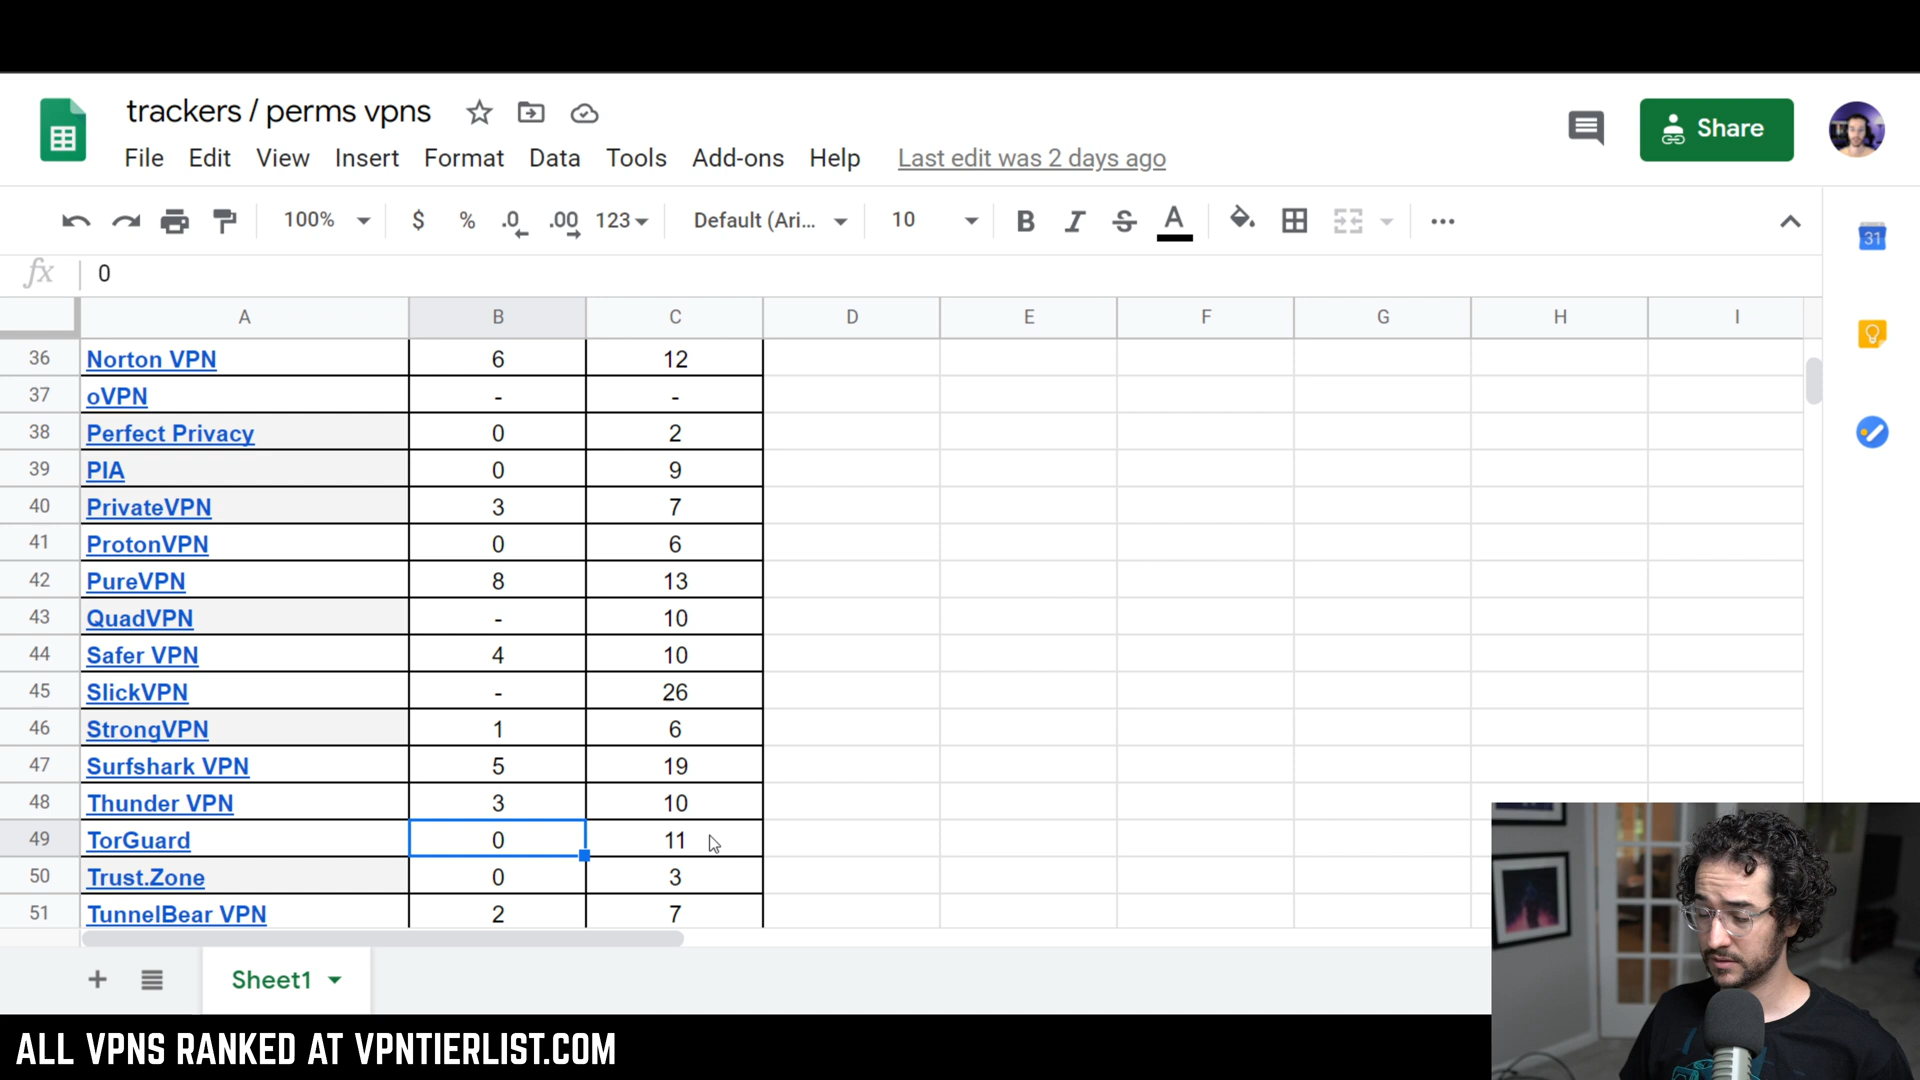 trackers / perms vpns
Share
File Edit View Insert Format Data Tools Add-ons Help Last edit was 2 days ago
100% $ % .0 .00 123 Default (Ari... 10 B I S A ...
31
fx 0
A B C D E F G H I
36 Norton VPN 6 12
37 oVPN - -
38 Perfect Privacy 0 2
39 PIA 0 9
40 PrivateVPN 3 7
41 ProtonVPN 0 6
42 PureVPN 8 13
43 QuadVPN - 10
44 Safer VPN 4 10
45 SlickVPN - 26
46 StrongVPN 1 6
47 Surfshark VPN 5 19
48 Thunder VPN 3 10
49 TorGuard 0 11
50 Trust.Zone 0 3
51 TunnelBear VPN 2 7
+ Sheet1
ALL VPNS RANKED AT VPNTIERLIST.COM